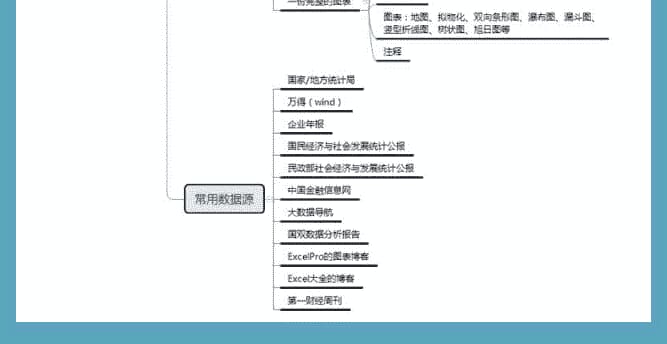 一份完整的图表
图表：地图、拟物化、双向条形图、瀑布图、漏斗图、
竖型折线图、树状图、旭日图等
注释
常用数据源
国家/地方统计局
万得（wind）
企业年报
国民经济与社会发展统计公报
民政部社会经济与发展统计公报
中国金融信息网
大数据导航
国双数据分析报告
ExcelPro的图表博客
Excel大全的博客
第一财经周刊